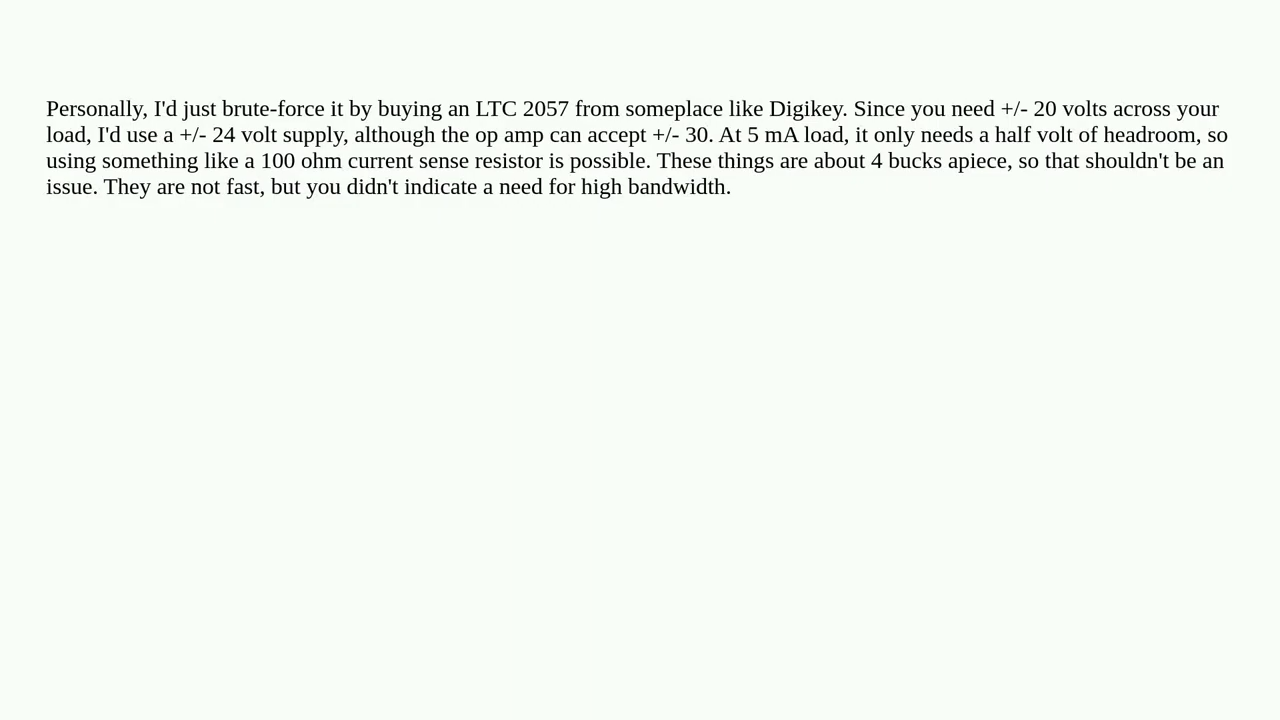 Personally, I'd just brute-force it by buying an LTC 2057 from someplace like Digikey. Since you need +/- 20 volts across your
load, I'd use a +/- 24 volt supply, although the op amp can accept +/- 30. At 5 mA load, it only needs a half volt of headroom, so
using something like a 100 ohm current sense resistor is possible. These things are about 4 bucks apiece, so that shouldn't be an
issue. They are not fast, but you didn't indicate a need for high bandwidth.